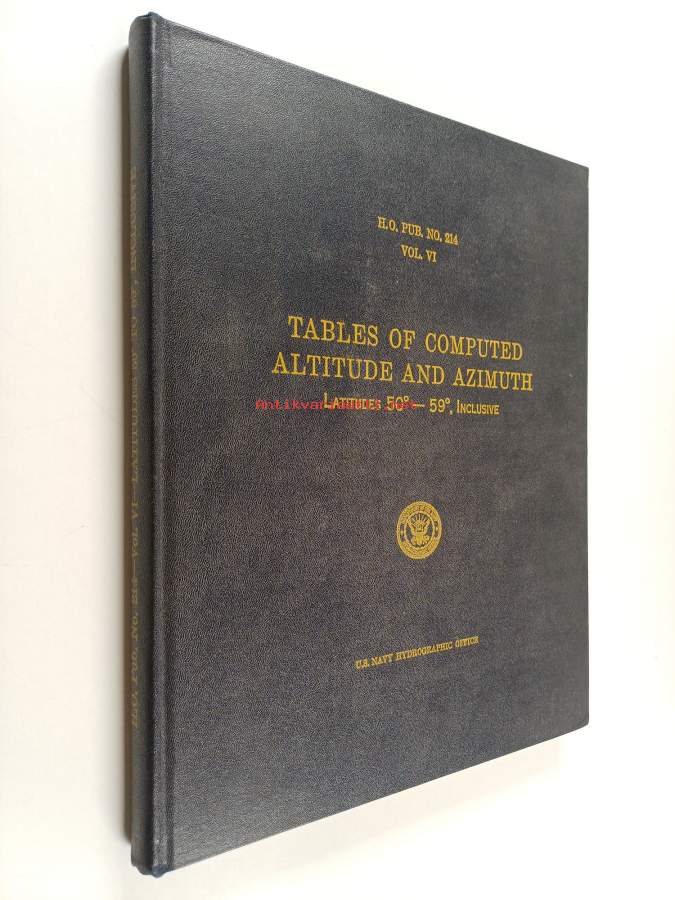 H.O. PUB. NO. 214
VOL. VI
TABLES OF COMPUTED
ALTITUDE AND AZIMUTH
LATITUDES 50°— 59°, INCLUSIVE
U.S. NAVY HYDROGRAPHIC OFFICE
H.O. PUB. NO. 214—VOL VI—LATITUDES 50° TO 59°, INCLUSIVE